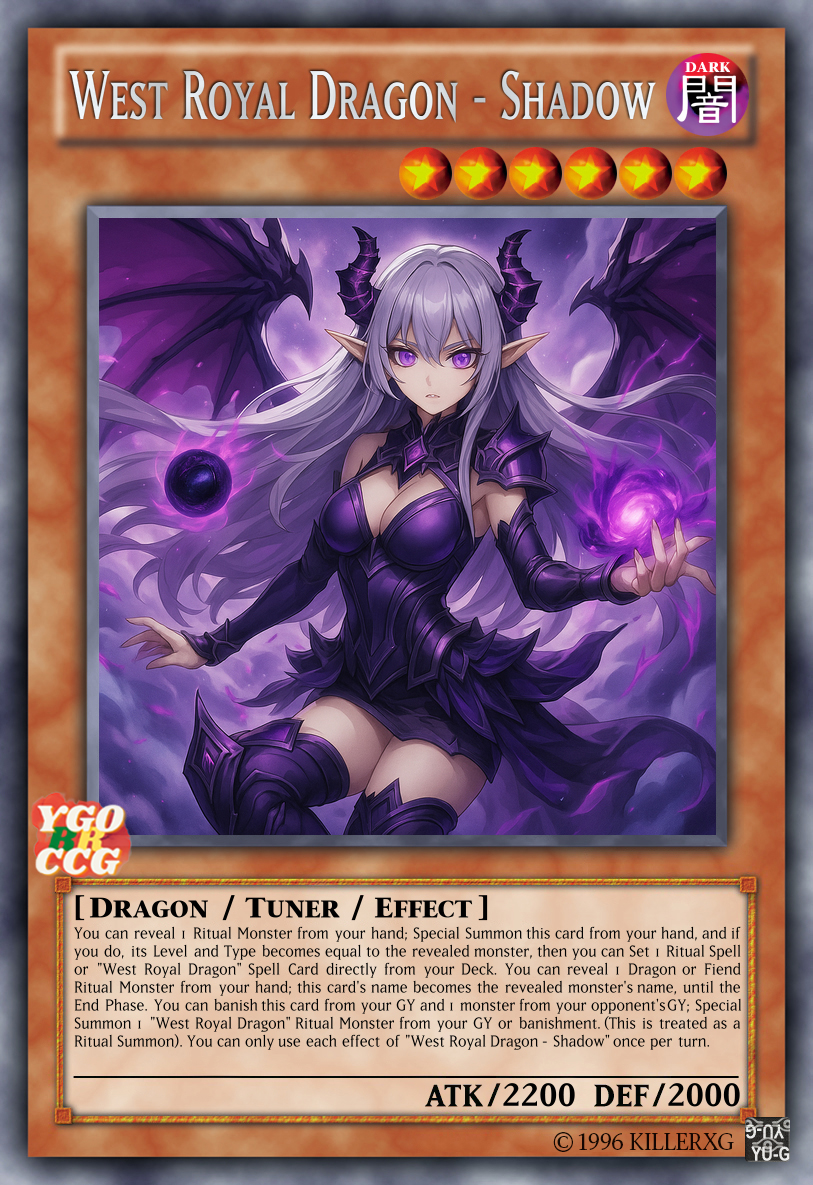 West Royal Dragon - Shadow
DARK
闇
YGO
BR
CCG
[ Dragon / Tuner / Effect ]
You can reveal 1 Ritual Monster from your hand; Special Summon this card from your hand, and if
you do, its Level and Type becomes equal to the revealed monster, then you can Set 1 Ritual Spell
or "West Royal Dragon" Spell Card directly from your Deck. You can reveal 1 Dragon or Fiend
Ritual Monster from your hand; this card's name becomes the revealed monster's name, until the
End Phase. You can banish this card from your GY and 1 monster from your opponent's GY; Special
Summon 1 "West Royal Dragon" Ritual Monster from your GY or banishment. (This is treated as a
Ritual Summon). You can only use each effect of "West Royal Dragon - Shadow" once per turn.
ATK/2200 DEF/2000
© 1996 KILLERXG
YU-G
YU-G